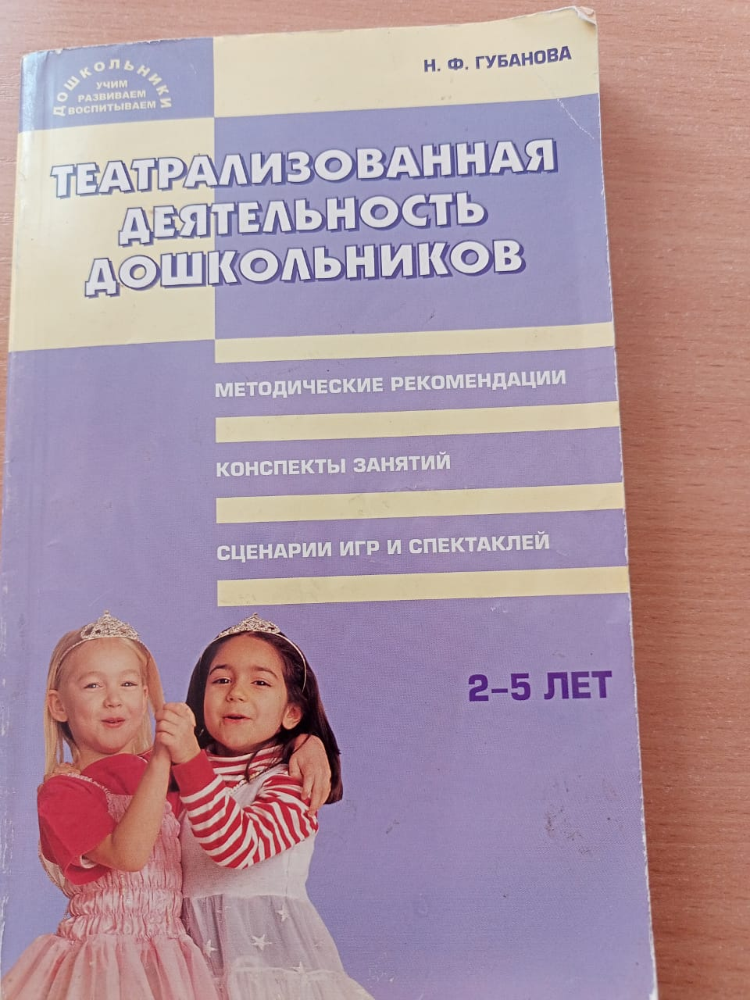 ДОШКОЛЬНИКИ
УЧИМ
РАЗВИВАЕМ
ВОСПИТЫВАЕМ
Н. Ф. ГУБАНОВА
ТЕАТРАЛИЗОВАННАЯ
ДЕЯТЕЛЬНОСТЬ
ДОШКОЛЬНИКОВ
МЕТОДИЧЕСКИЕ РЕКОМЕНДАЦИИ
КОНСПЕКТЫ ЗАНЯТИЙ
СЦЕНАРИИ ИГР И СПЕКТАКЛЕЙ
2–5 ЛЕТ